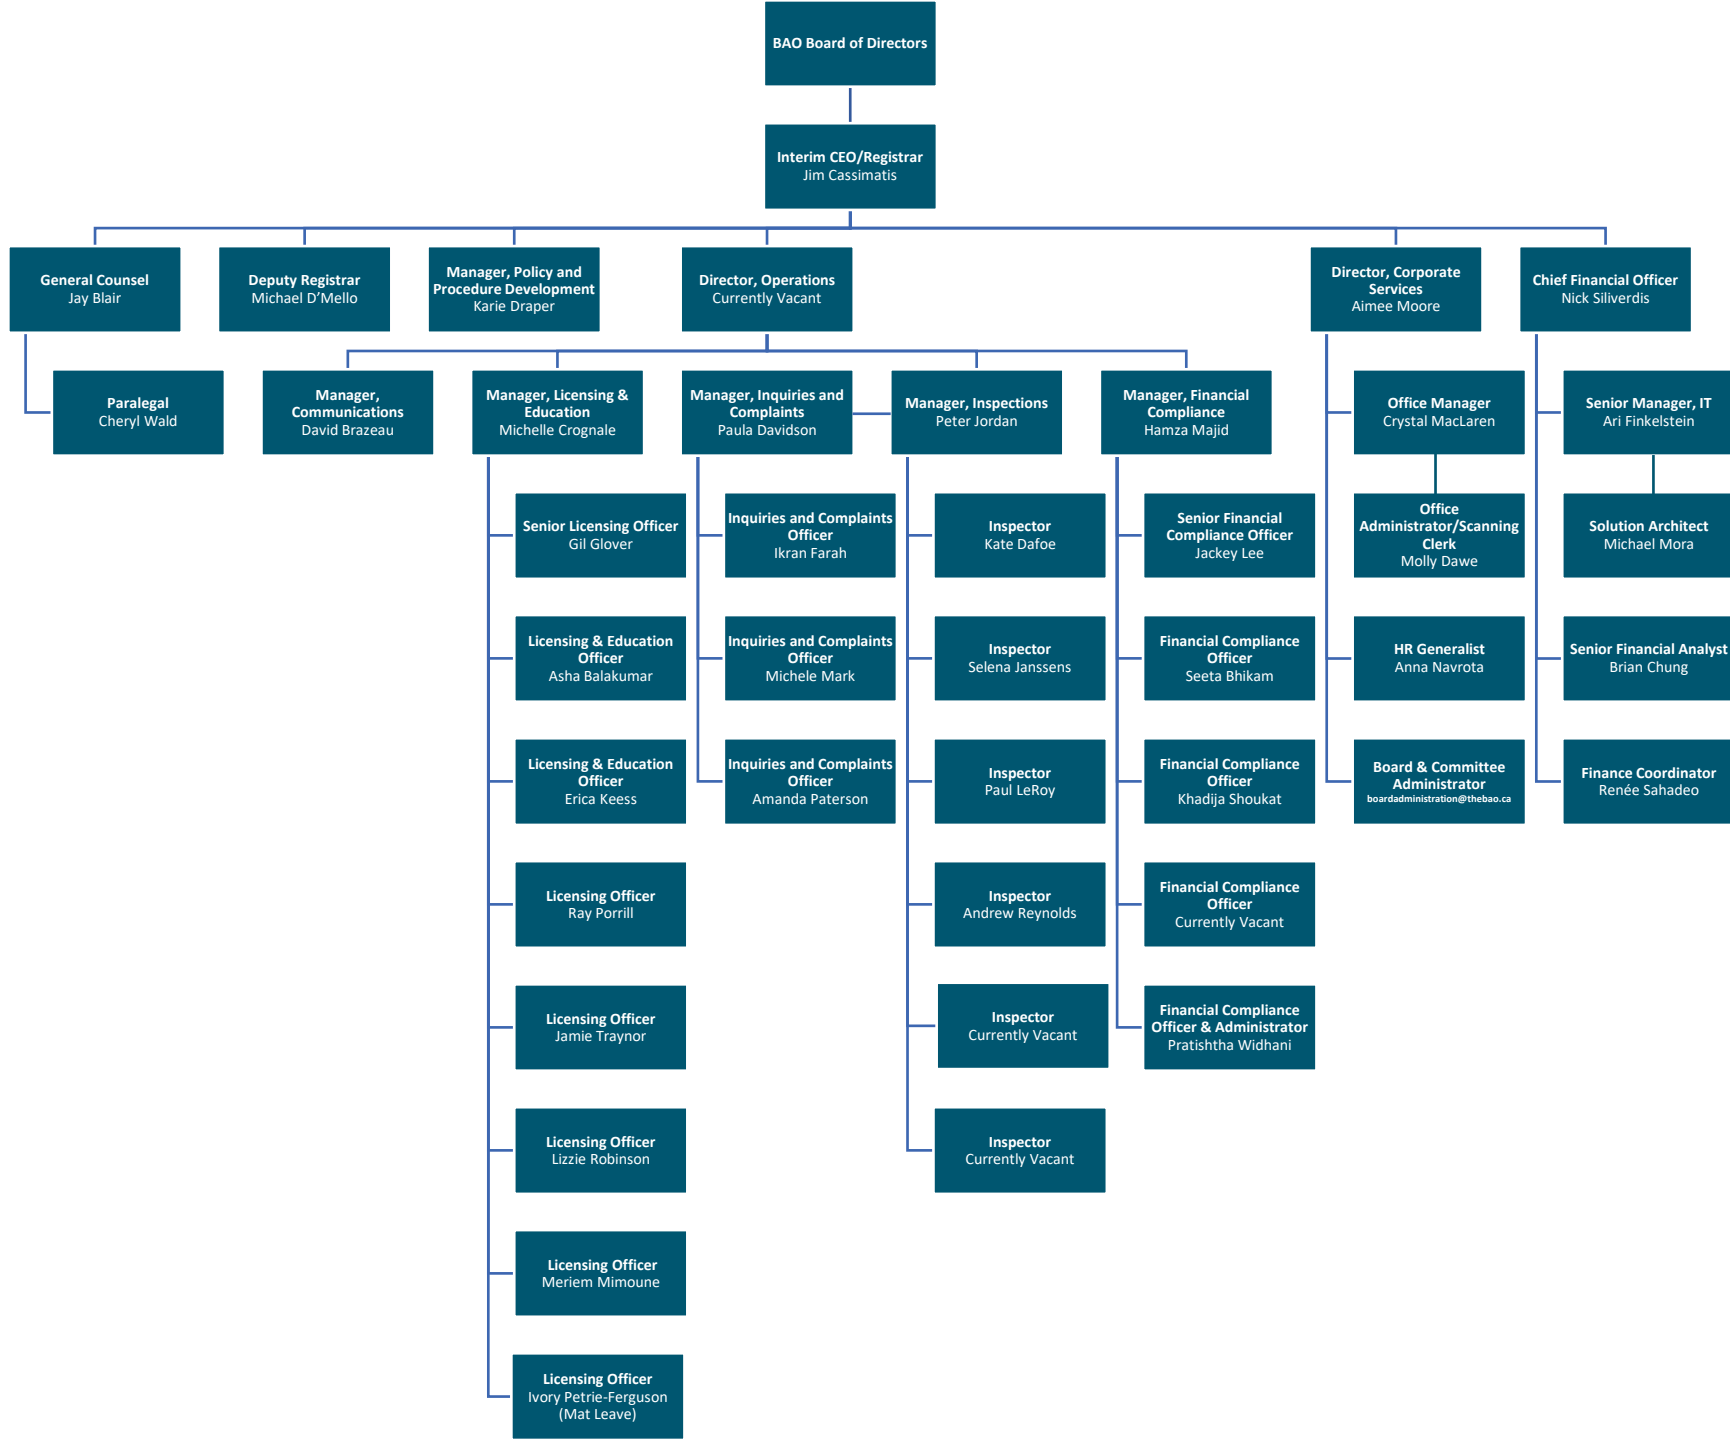 BAO Board of Directors
Interim CEO/Registrar
Jim Cassimatis
General Counsel
Jay Blair
Deputy Registrar
Michael D’Mello
Manager, Policy and
Procedure Development
Karie Draper
Director, Operations
Currently Vacant
Director, Corporate
Services
Aimee Moore
Chief Financial Officer
Nick Siliverdis
Paralegal
Cheryl Wald
Manager,
Communications
David Brazeau
Manager, Licensing &
Education
Michelle Crognale
Manager, Inquiries and
Complaints
Paula Davidson
Manager, Inspections
Peter Jordan
Manager, Financial
Compliance
Hamza Majid
Office Manager
Crystal MacLaren
Senior Manager, IT
Ari Finkelstein
Senior Licensing Officer
Gil Glover
Inquiries and Complaints
Officer
Ikran Farah
Inspector
Kate Dafoe
Senior Financial
Compliance Officer
Jackey Lee
Office
Administrator/Scanning
Clerk
Molly Dawe
Solution Architect
Michael Mora
Licensing & Education
Officer
Asha Balakumar
Inquiries and Complaints
Officer
Michele Mark
Inspector
Selena Janssens
Financial Compliance
Officer
Seeta Bhikam
HR Generalist
Anna Navrota
Senior Financial Analyst
Brian Chung
Licensing & Education
Officer
Erica Keess
Inquiries and Complaints
Officer
Amanda Paterson
Inspector
Paul LeRoy
Financial Compliance
Officer
Khadija Shoukat
Board & Committee
Administrator
boardadministration@thebao.ca
Finance Coordinator
Renée Sahadeo
Licensing Officer
Ray Porrill
Inspector
Andrew Reynolds
Financial Compliance
Officer
Currently Vacant
Licensing Officer
Jamie Traynor
Inspector
Currently Vacant
Financial Compliance
Officer & Administrator
Pratishtha Widhani
Licensing Officer
Lizzie Robinson
Inspector
Currently Vacant
Licensing Officer
Meriem Mimoune
Licensing Officer
Ivory Petrie-Ferguson
(Mat Leave)